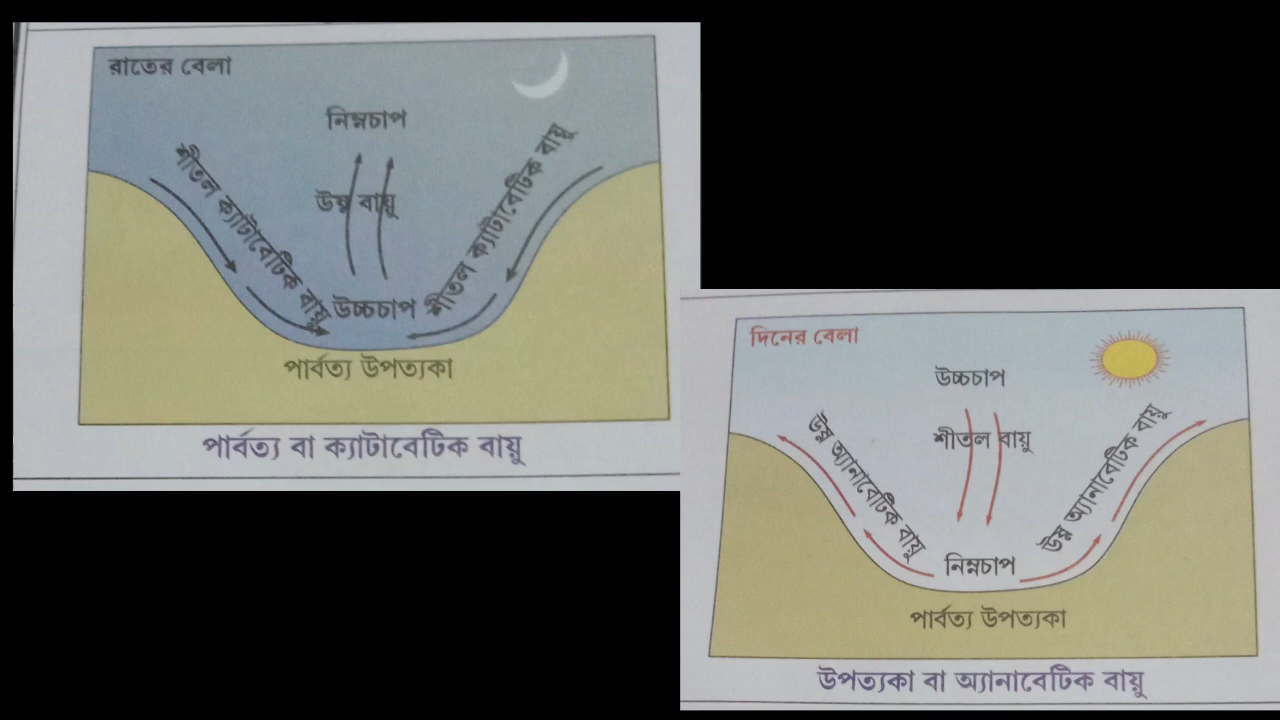 রাতের বেলা
নিম্নচাপ
শীতল ক্যাটাবেটিক বায়ু
উষ্ণ বায়ু
শীতল ক্যাটাবেটিক বায়ু
উচ্চচাপ
পার্বত্য উপত্যকা
পার্বত্য বা ক্যাটাবেটিক বায়ু
দিনের বেলা
উচ্চচাপ
উষ্ণ অ্যানাবেটিক বায়ু
শীতল বায়ু
উষ্ণ অ্যানাবেটিক বায়ু
নিম্নচাপ
পার্বত্য উপত্যকা
উপত্যকা বা অ্যানাবেটিক বায়ু